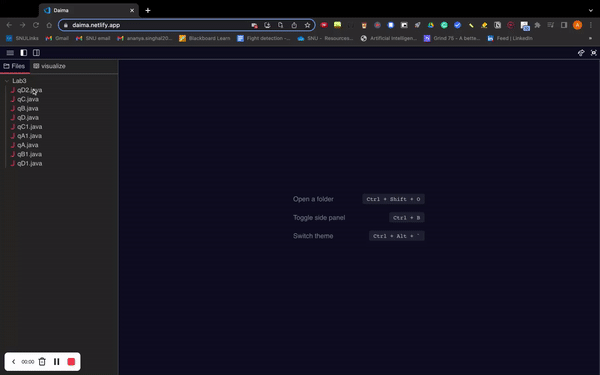 Daima
daima.netlify.app
SNULinks
Gmail
SNU email
ananya.singhal20...
Blackboard Learn
Fight detection -...
SNU - Resources...
Artificial Intelligen...
Grind 75 - A bette...
Feed | LinkedIn
Files
visualize
Lab3
qD2.java
qC.java
qB.java
qD.java
qC1.java
qA1.java
qA.java
qB1.java
qD1.java
Open a folder
Ctrl + Shift + O
Toggle side panel
Ctrl + B
Switch theme
Ctrl + Alt + `
00:00